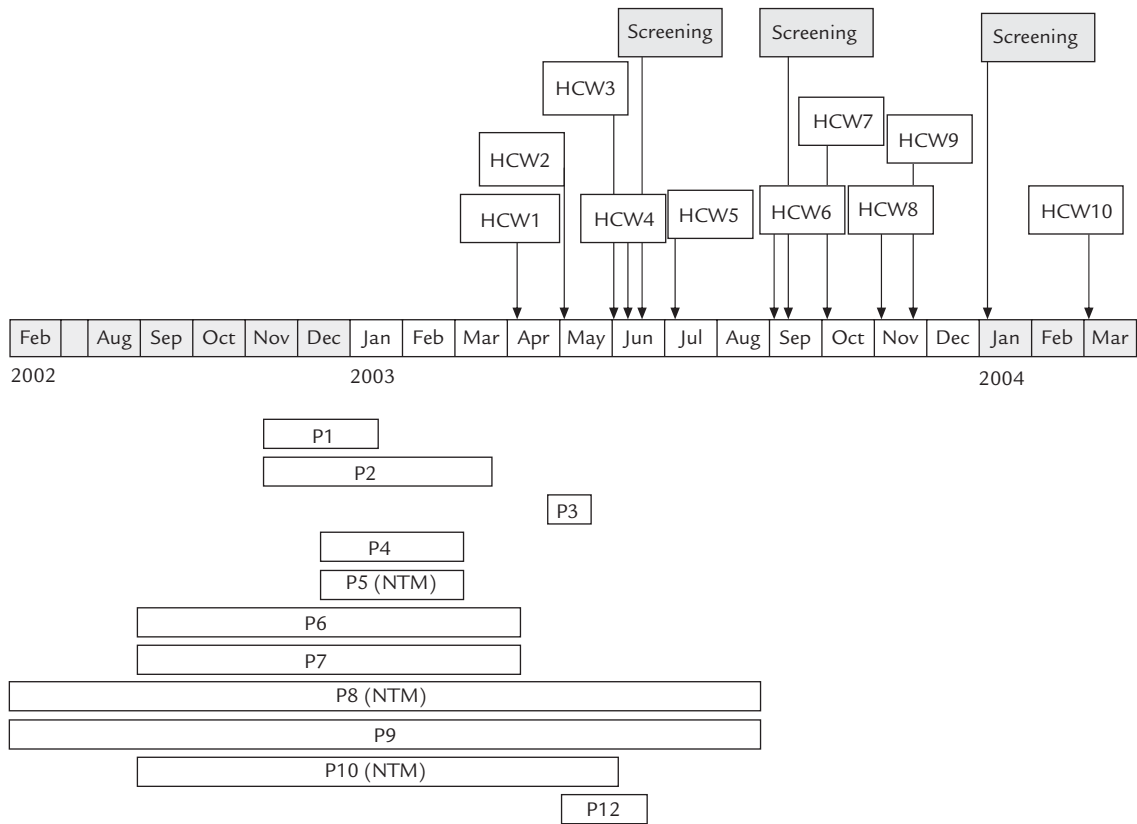 Screening
Screening
Screening
HCW3
HCW7
HCW9
HCW2
HCW1
HCW4
HCW5
HCW6
HCW8
HCW10
Feb Aug Sep Oct Nov Dec Jan Feb Mar Apr May Jun Jul Aug Sep Oct Nov Dec Jan Feb Mar
2002 2003 2004
P1
P2
P3
P4
P5 (NTM)
P6
P7
P8 (NTM)
P9
P10 (NTM)
P12